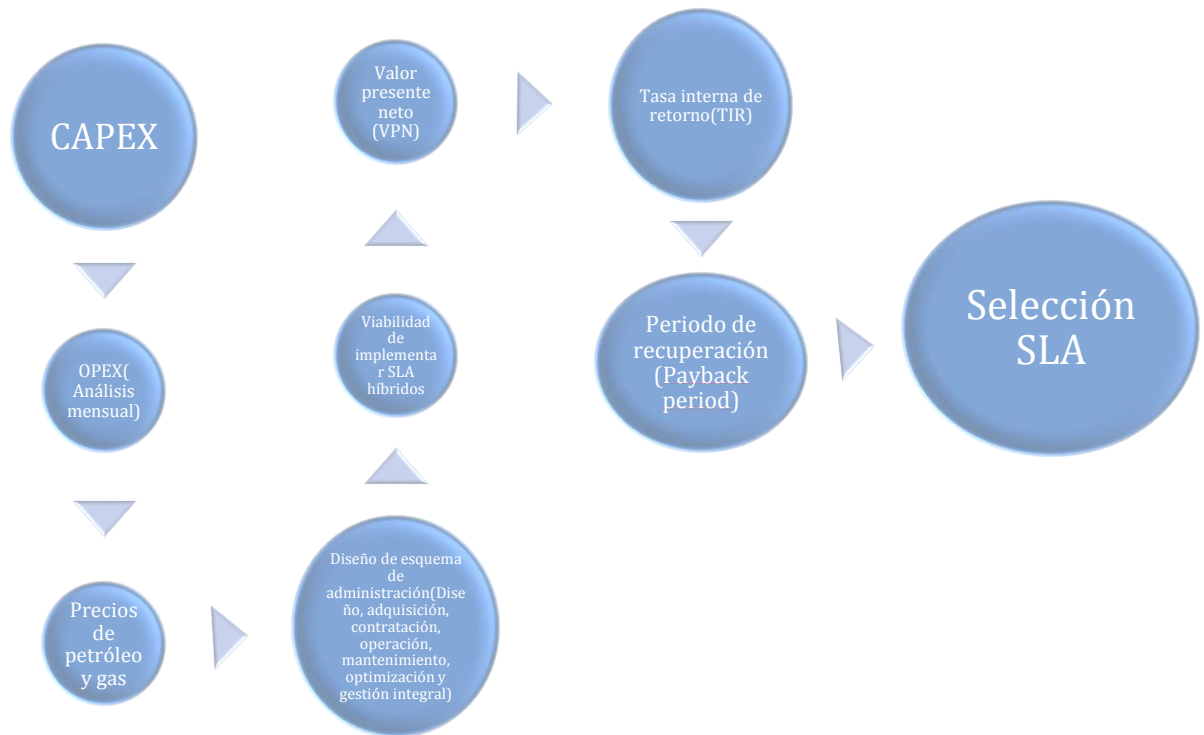 CAPEX
OPEX(
Análisis
mensual)
Precios
de
petróleo
y gas
Diseño de esquema
de
administración(Dise
ño, adquisición,
contratación,
operación,
mantenimiento,
optimización y
gestión integral)
Viabilidad
de
implementa
r SLA
híbridos
Valor
presente
neto
(VPN)
Tasa interna de
retorno(TIR)
Periodo de
recuperación
(Payback
period)
Selección
SLA